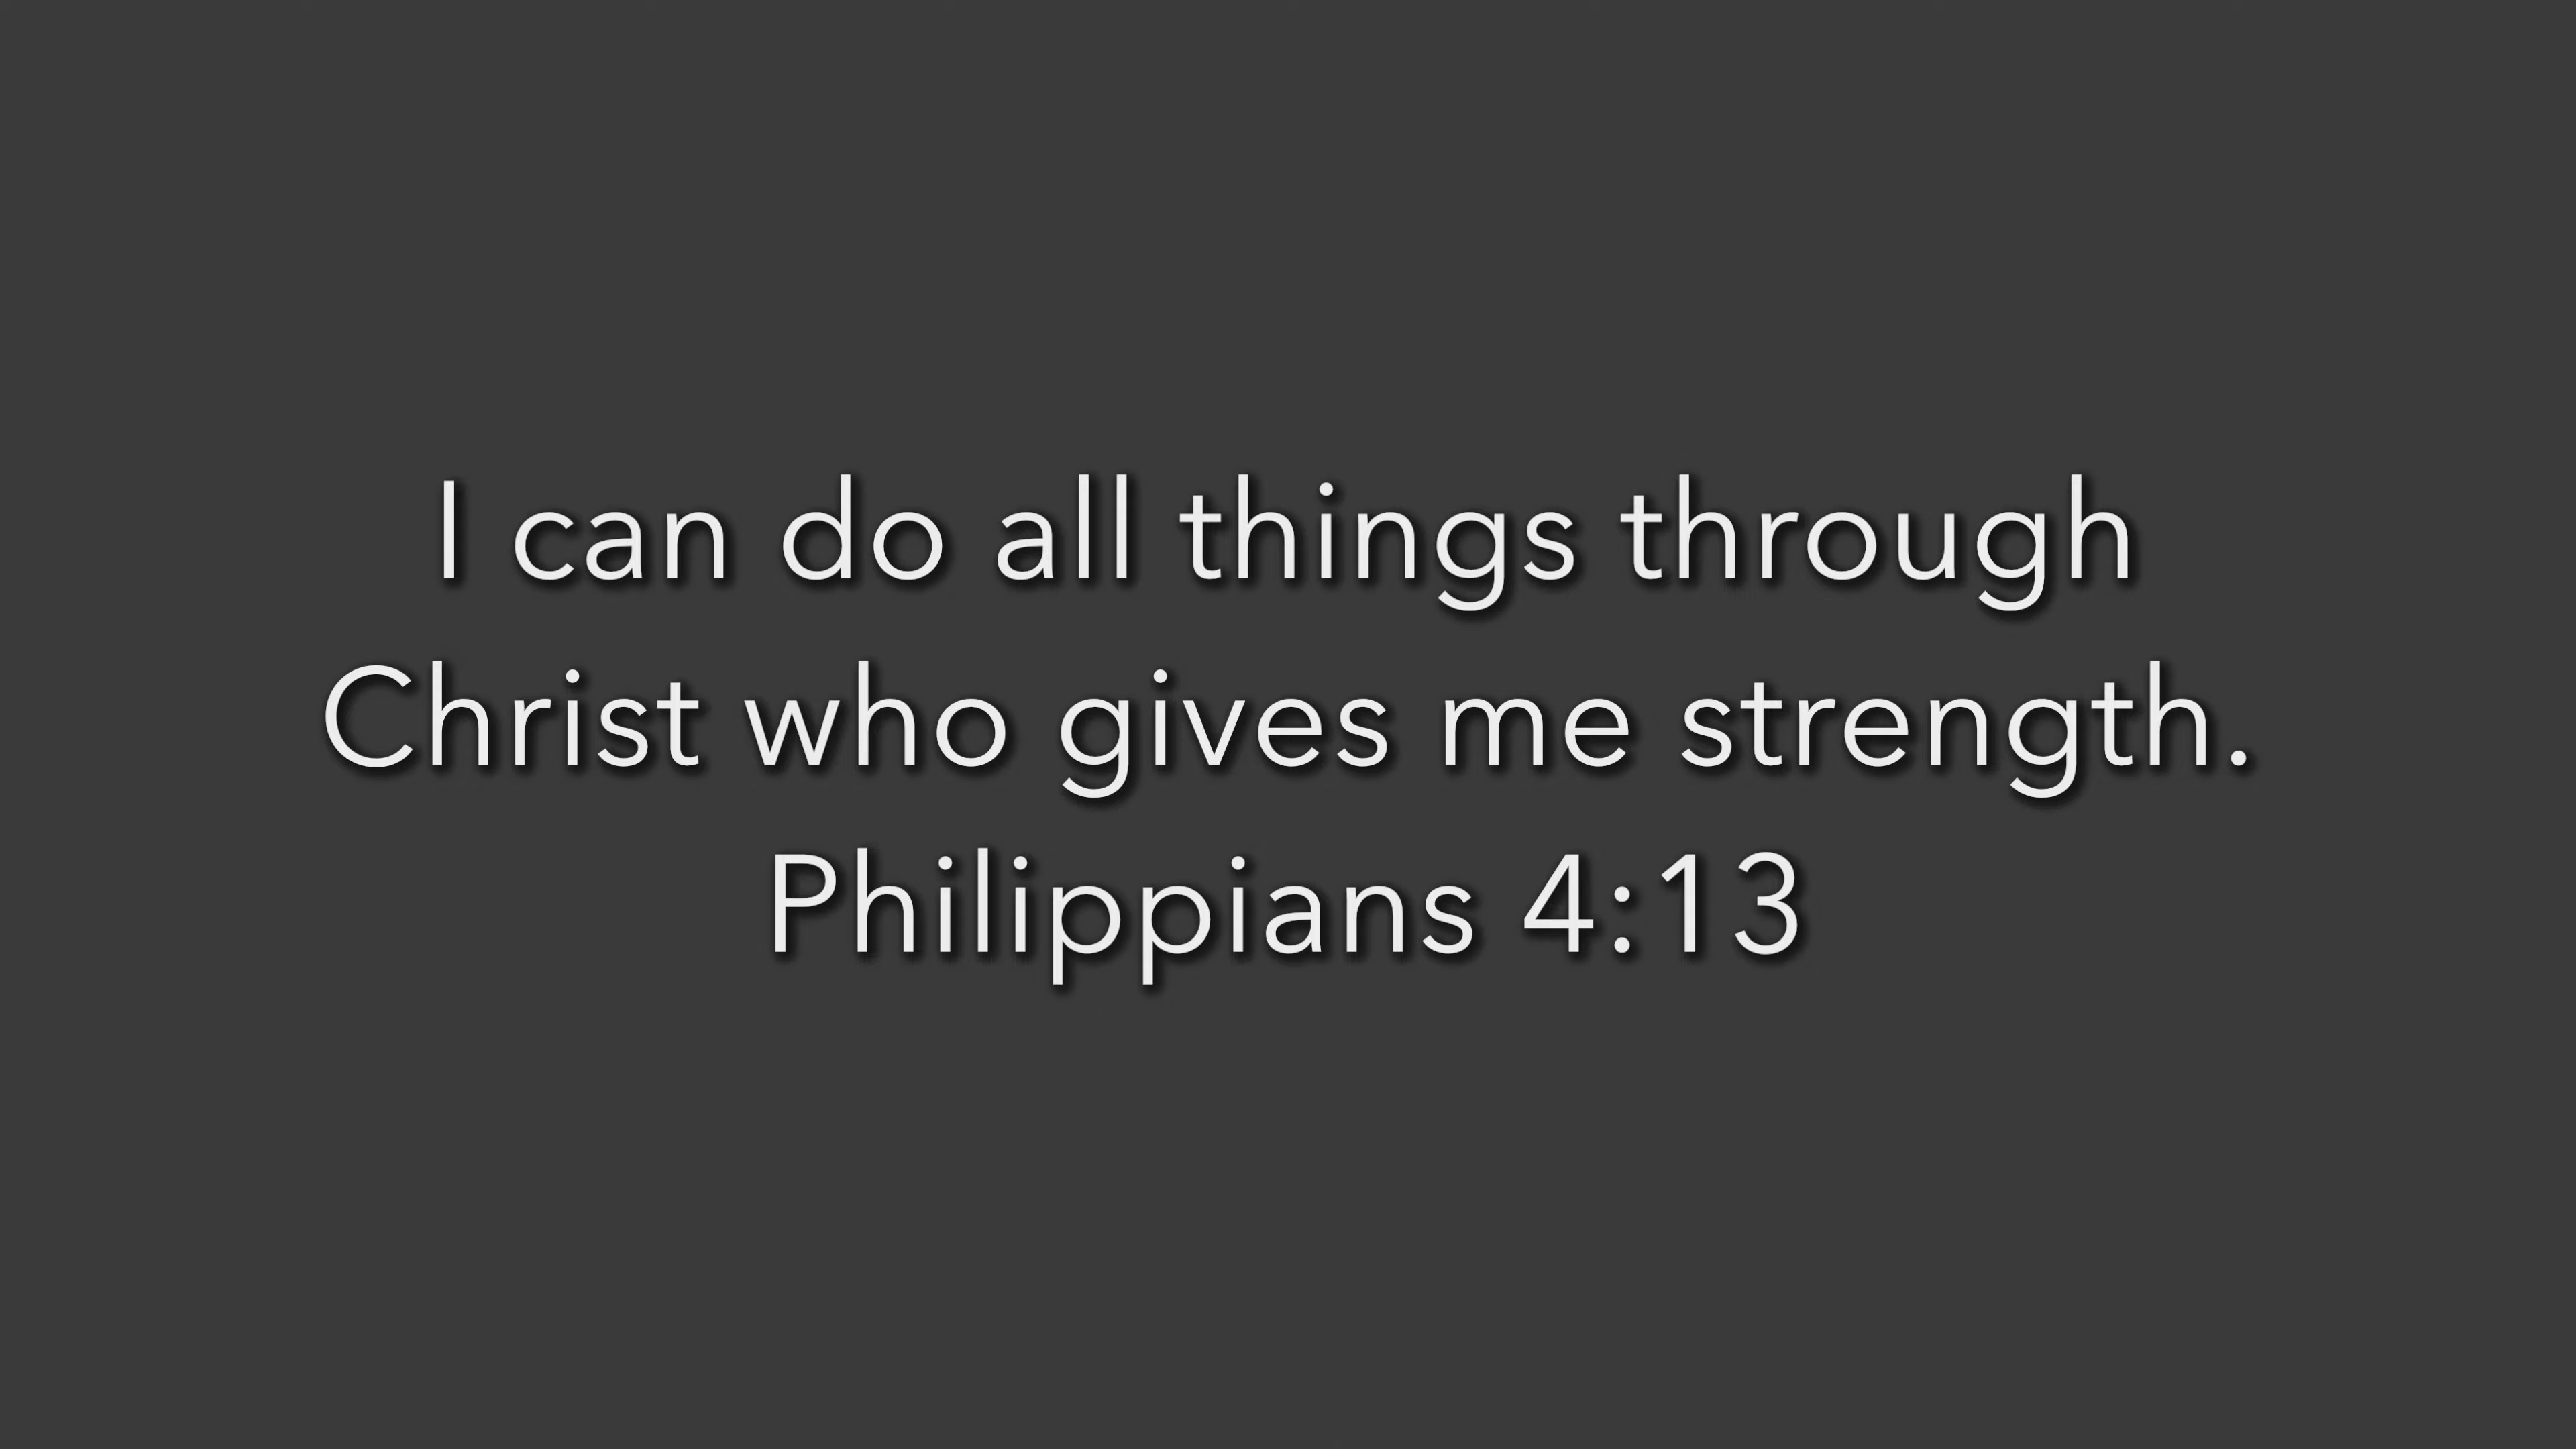 I can do all things through
Christ who gives me strength.
Philippians 4:13